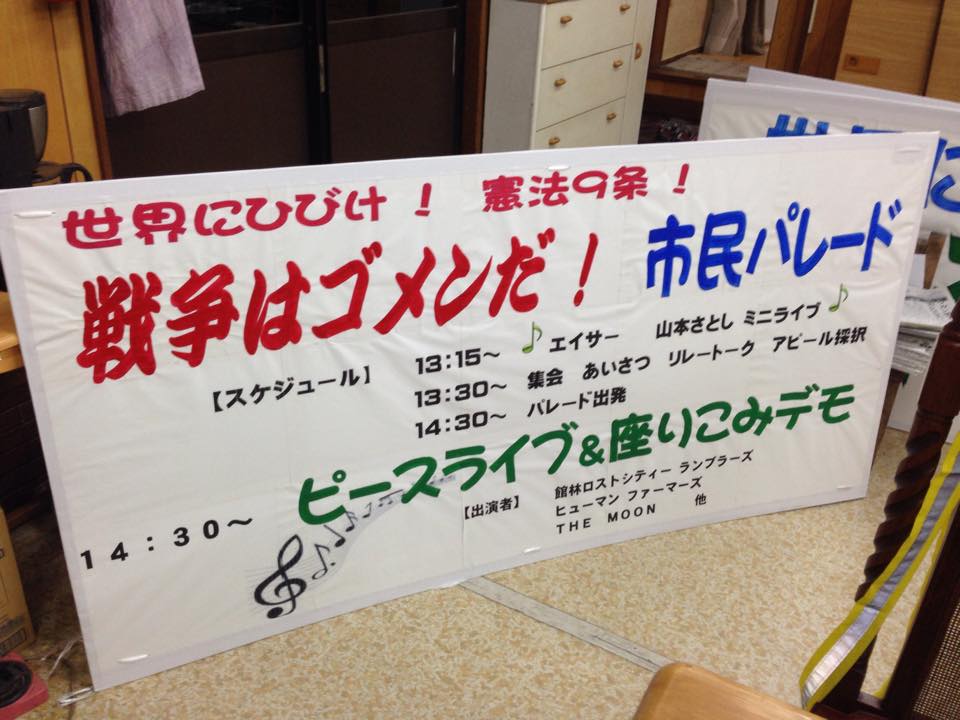 世界にひびけ！ 憲法９条！
戦争はゴメンだ！ 市民パレード
【スケジュール】 13:15～ エイサー 山本さとし ミニライブ
13:30～ 集会 あいさつ リレートーク アピール採択
14:30～ パレード出発
14：30～ ピースライブ＆座りこみデモ
【出演者】 館林ロストシティー ランブラーズ
ヒューマン ファーマーズ
THE MOON 他
に